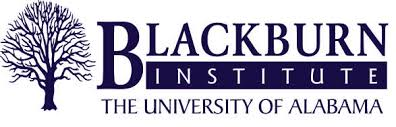 BLACKBURN
INSTITUTE
THE UNIVERSITY OF ALABAMA